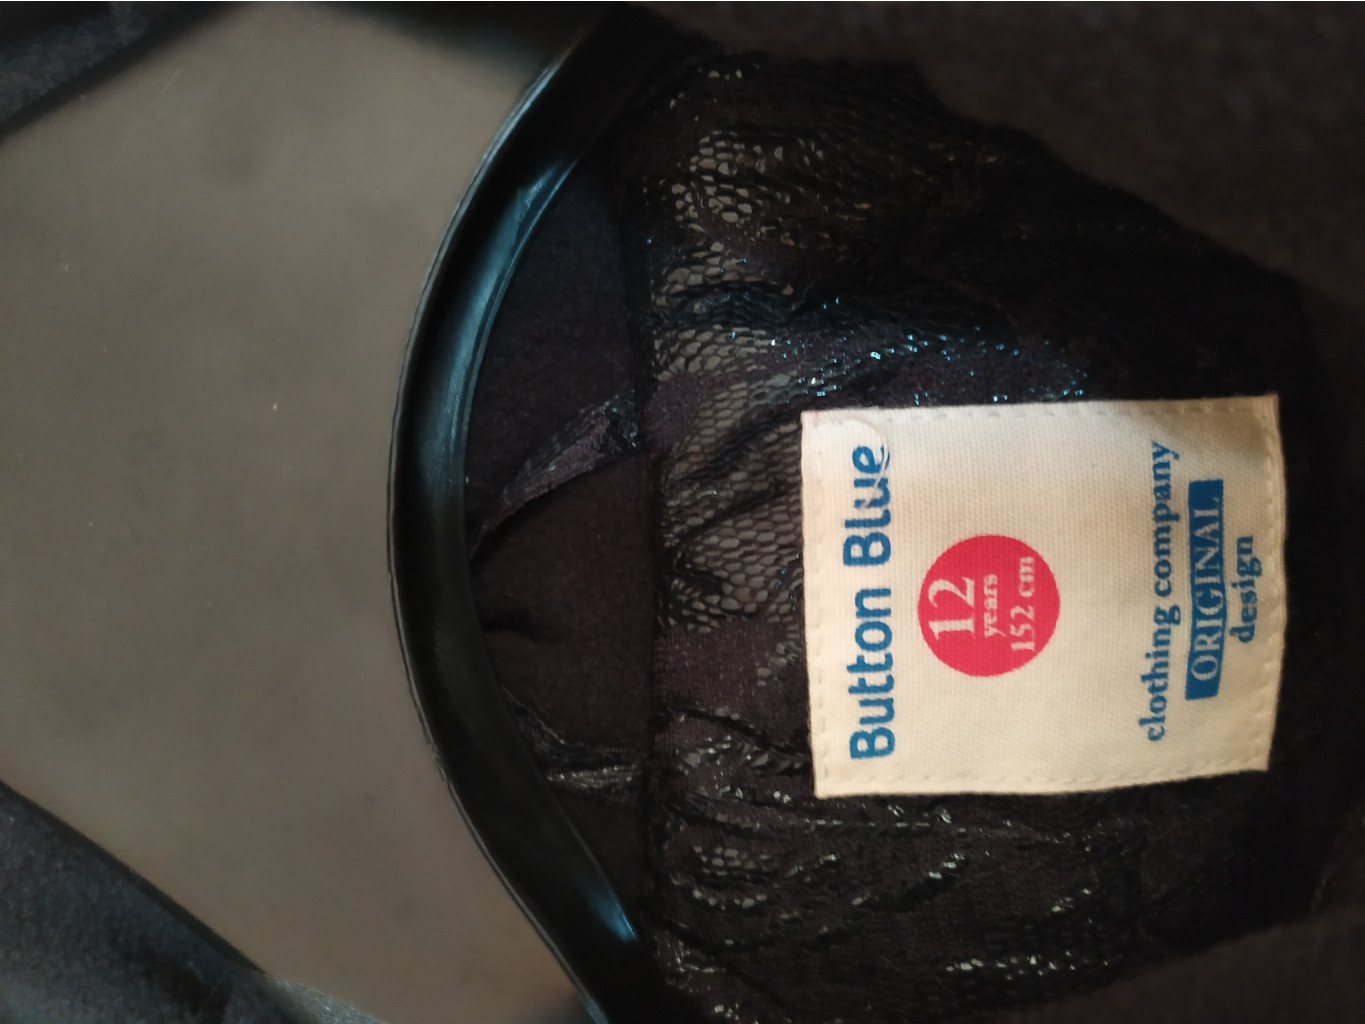 Button Blue
12
years
152 cm
clothing company
ORIGINAL
design